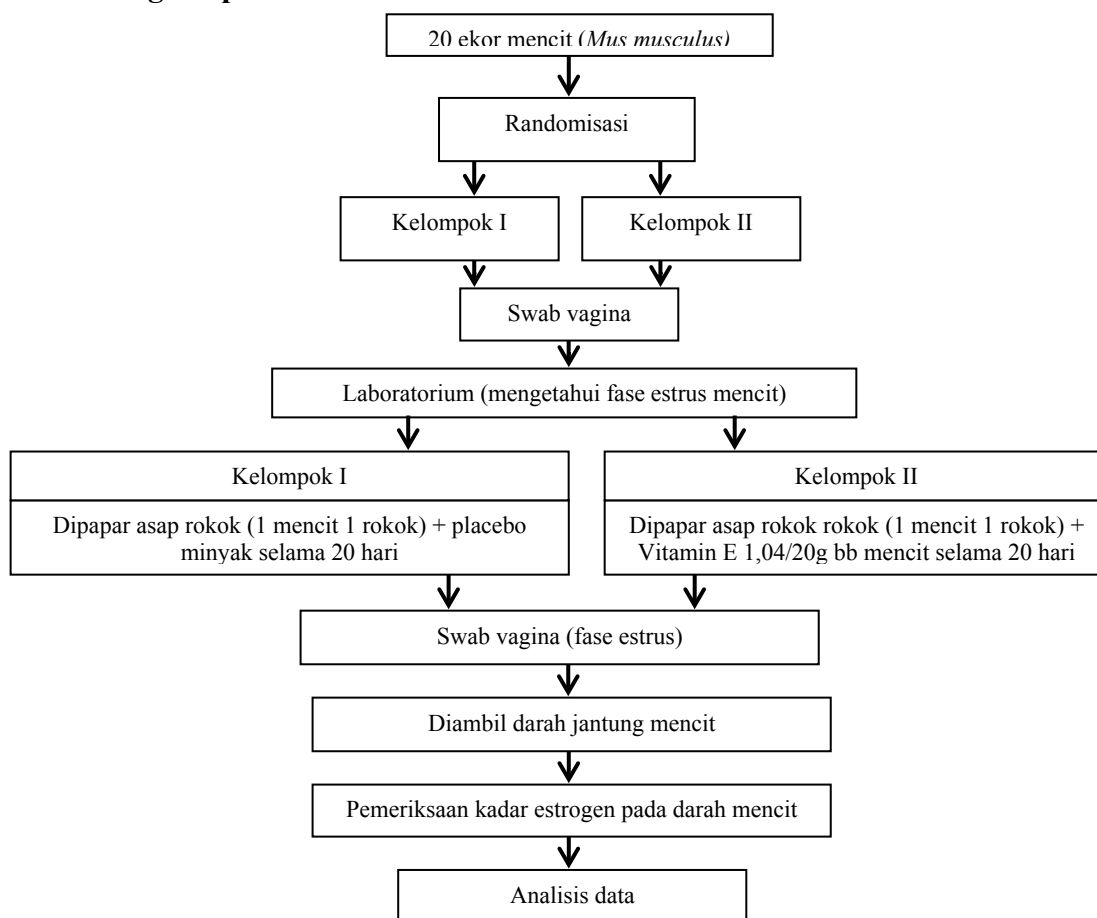 20 ekor mencit (Mus musculus)
Randomisasi
Kelompok I
Kelompok II
Swab vagina
Laboratorium (mengetahui fase estrus mencit)
Kelompok I
Dipapar asap rokok (1 mencit 1 rokok) + placebo
minyak selama 20 hari
Kelompok II
Dipapar asap rokok rokok (1 mencit 1 rokok) +
Vitamin E 1,04/20g bb mencit selama 20 hari
Swab vagina (fase estrus)
Diambil darah jantung mencit
Pemeriksaan kadar estrogen pada darah mencit
Analisis data